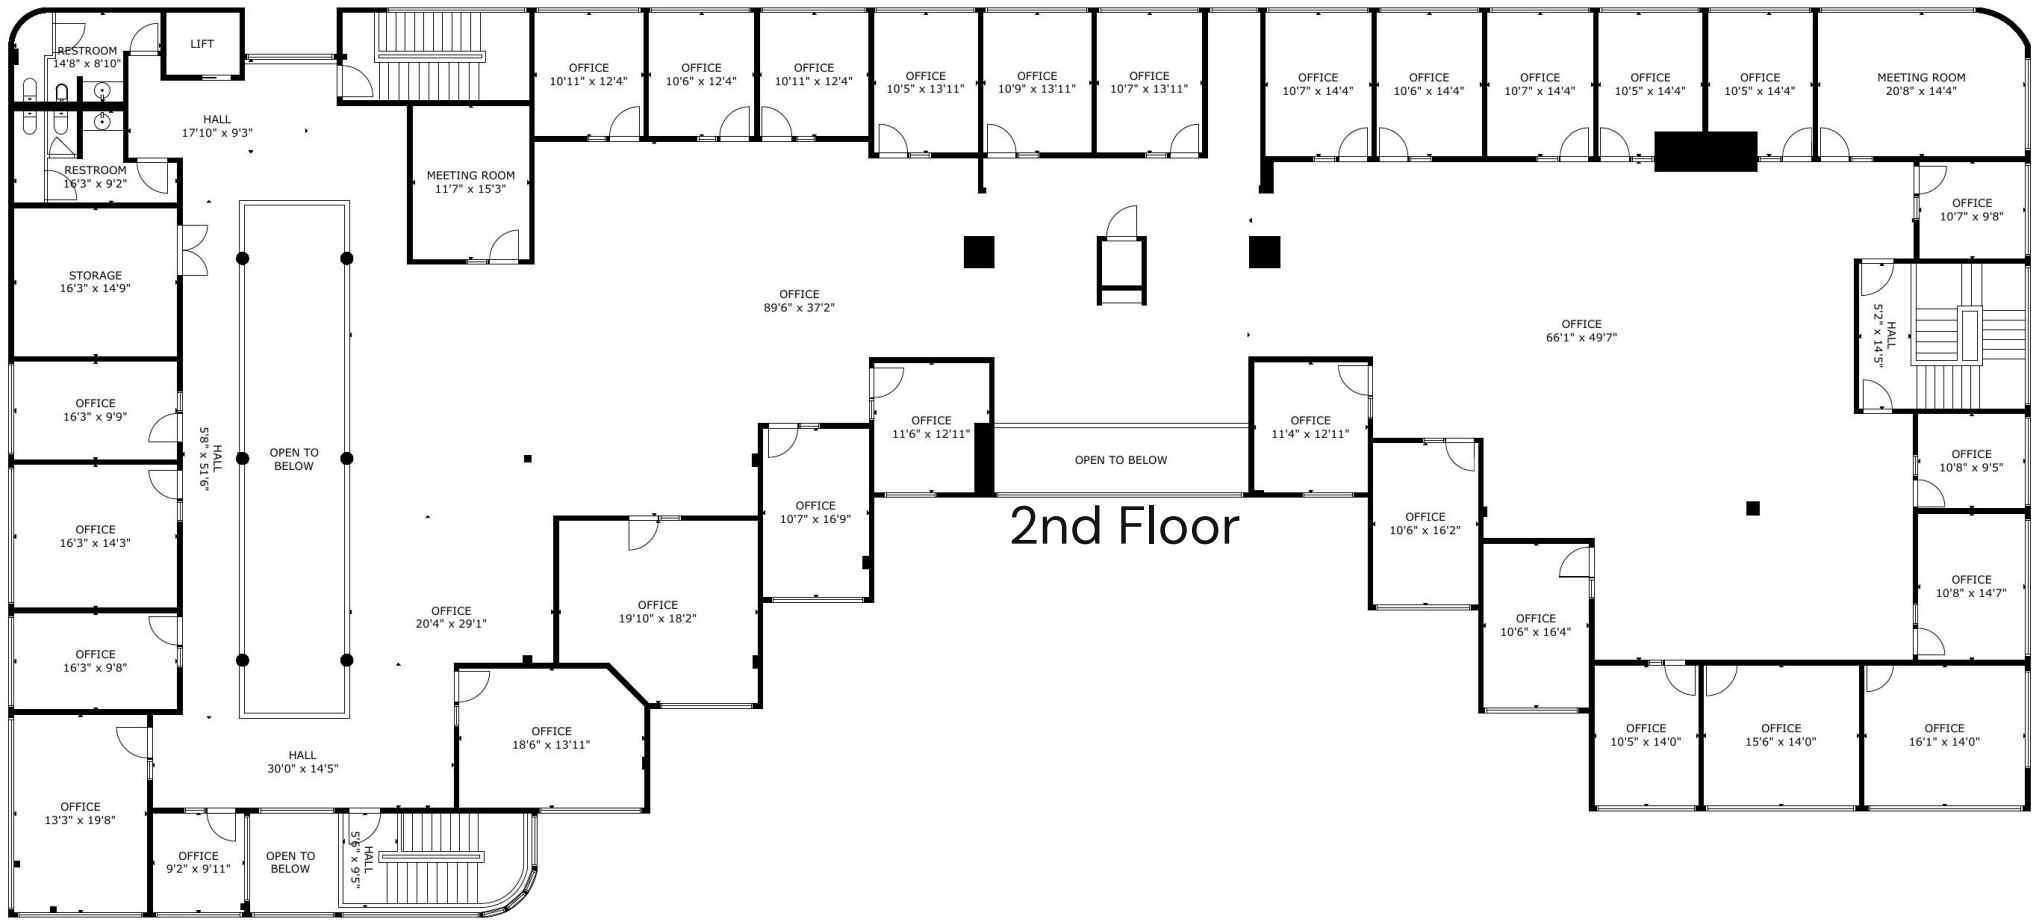 RESTROOM
14'8" x 8'10"
LIFT
HALL
17'10" x 9'3"
RESTROOM
16'3" x 9'2"
MEETING ROOM
11'7" x 15'3"
OFFICE
10'11" x 12'4"
OFFICE
10'6" x 12'4"
OFFICE
10'11" x 12'4"
OFFICE
10'5" x 13'11"
OFFICE
10'9" x 13'11"
OFFICE
10'7" x 13'11"
OFFICE
10'7" x 14'4"
OFFICE
10'6" x 14'4"
OFFICE
10'7" x 14'4"
OFFICE
10'5" x 14'4"
OFFICE
10'5" x 14'4"
MEETING ROOM
20'8" x 14'4"
OFFICE
10'7" x 9'8"
STORAGE
16'3" x 14'9"
OFFICE
89'6" x 37'2"
OFFICE
66'1" x 49'7"
HALL
5'2" x 14'5"
OFFICE
16'3" x 9'9"
HALL
5'8" x 51'6"
OPEN TO
BELOW
OFFICE
11'6" x 12'11"
OPEN TO BELOW
OFFICE
11'4" x 12'11"
OFFICE
10'8" x 9'5"
OFFICE
16'3" x 14'3"
OFFICE
10'7" x 16'9"
2nd Floor
OFFICE
10'6" x 16'2"
OFFICE
10'8" x 14'7"
OFFICE
16'3" x 9'8"
OFFICE
20'4" x 29'1"
OFFICE
19'10" x 18'2"
OFFICE
10'6" x 16'4"
OFFICE
18'6" x 13'11"
OFFICE
10'5" x 14'0"
OFFICE
15'6" x 14'0"
OFFICE
16'1" x 14'0"
HALL
30'0" x 14'5"
OFFICE
13'3" x 19'8"
OFFICE
9'2" x 9'11"
OPEN TO
BELOW
HALL
5'6" x 9'5"